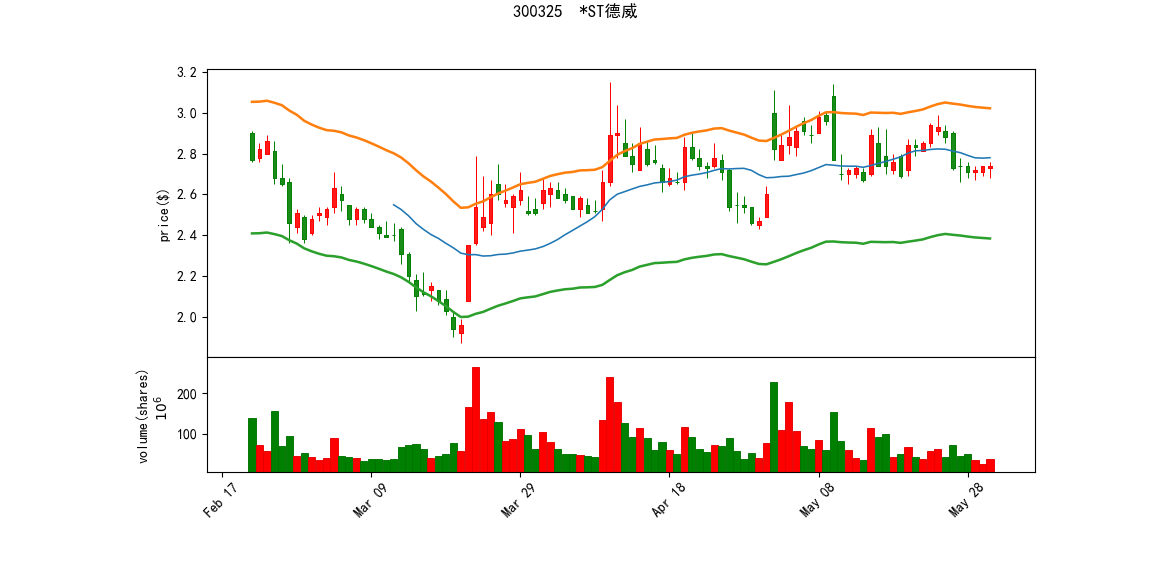 300325  *ST德威
price($)
3.2
3.0
2.8
2.6
2.4
2.2
2.0
volume(shares)
10^6
200
100
Feb 17
Mar 09
Mar 29
Apr 18
May 08
May 28